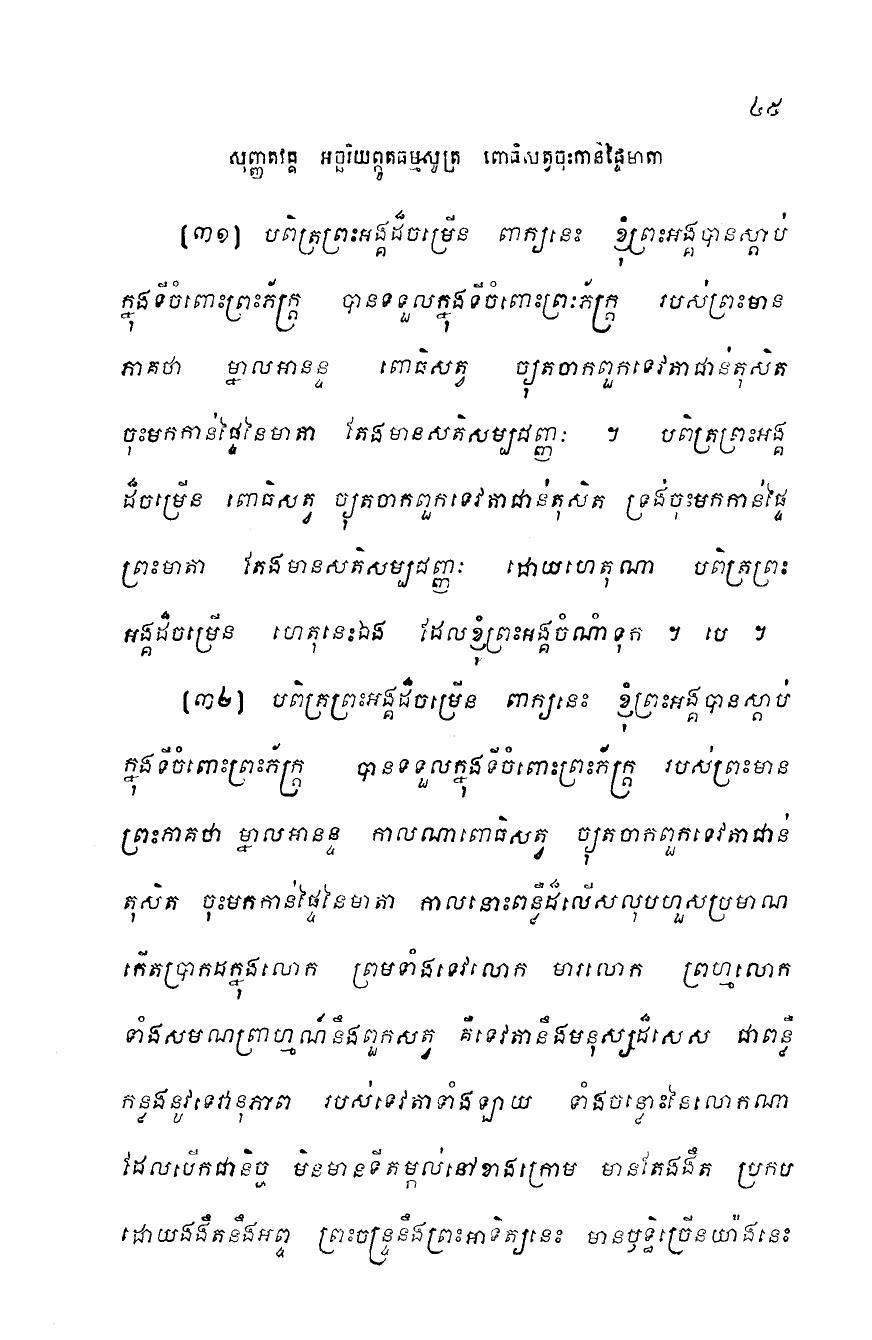 ៤៥
សុញ្ញតវគ្គ អច្ឆរិយព្ភូតធម្មសូត្រ ពោធិសត្វចុះកាន់ផ្ទៃមាតា
[៣១] បពិត្រព្រះអង្គដ៏ចម្រើន ពាក្យនេះ ខ្ញុំព្រះអង្គបានស្តាប់
ក្នុងទីចំពោះព្រះភ័ក្ត្រ បានទទួលក្នុងទីចំពោះព្រះភ័ក្ត្រ របស់ព្រះមាន
ភាគថា ម្នាលអានន្ទ ពោធិសត្វ ច្យុតចាកពួកទេវតាជាន់តុសិត
ចុះមកកាន់ផ្ទៃនៃមាតា តែងមានសតិសម្បជញ្ញៈ ។ បពិត្រព្រះអង្គ
ដ៏ចម្រើន ពោធិសត្វ ច្យុតចាកពួកទេវតាជាន់តុសិត ទ្រង់ចុះមកកាន់ផ្ទៃ
ព្រះមាតា តែងមានសតិសម្បជញ្ញៈ ដោយហេតុណា បពិត្រព្រះ
អង្គដ៏ចម្រើន ហេតុនេះឯង ដែលខ្ញុំព្រះអង្គចំណាំទុក ។ បេ ។
[៣២] បពិត្រព្រះអង្គដ៏ចម្រើន ពាក្យនេះ ខ្ញុំព្រះអង្គបានស្តាប់
ក្នុងទីចំពោះព្រះភ័ក្ត្រ បានទទួលក្នុងទីចំពោះព្រះភ័ក្ត្រ របស់ព្រះមាន
ព្រះភាគថា ម្នាលអានន្ទ កាលណាពោធិសត្វ ច្យុតចាកពួកទេវតាជាន់
តុសិត ចុះមកកាន់ផ្ទៃនៃមាតា កាលនោះពន្លឺដ៏លើសលុបហួសប្រមាណ
កើតប្រាកដក្នុងលោក ព្រមទាំងទេវលោក មារលោក ព្រហ្មលោក
ទាំងសមណព្រាហ្មណ៍នឹងពួកសត្វ គឺទេវតានឹងមនុស្សដ៏សេស ជាពន្លឺ
កន្លងនូវទេវានុភាព របស់ទេវតាទាំងឡាយ ទាំងចន្លោះនៃលោកណា
ដែលបើកជានិច្ច មិនមានទីតម្កល់នៅខាងក្រោម មានតែងងឹត ប្រកប
ដោយងងឹតនឹងអព្ទ ព្រះចន្ទ្រនឹងព្រះអាទិត្យនេះ មានឫទ្ធិច្រើនយ៉ាងនេះ